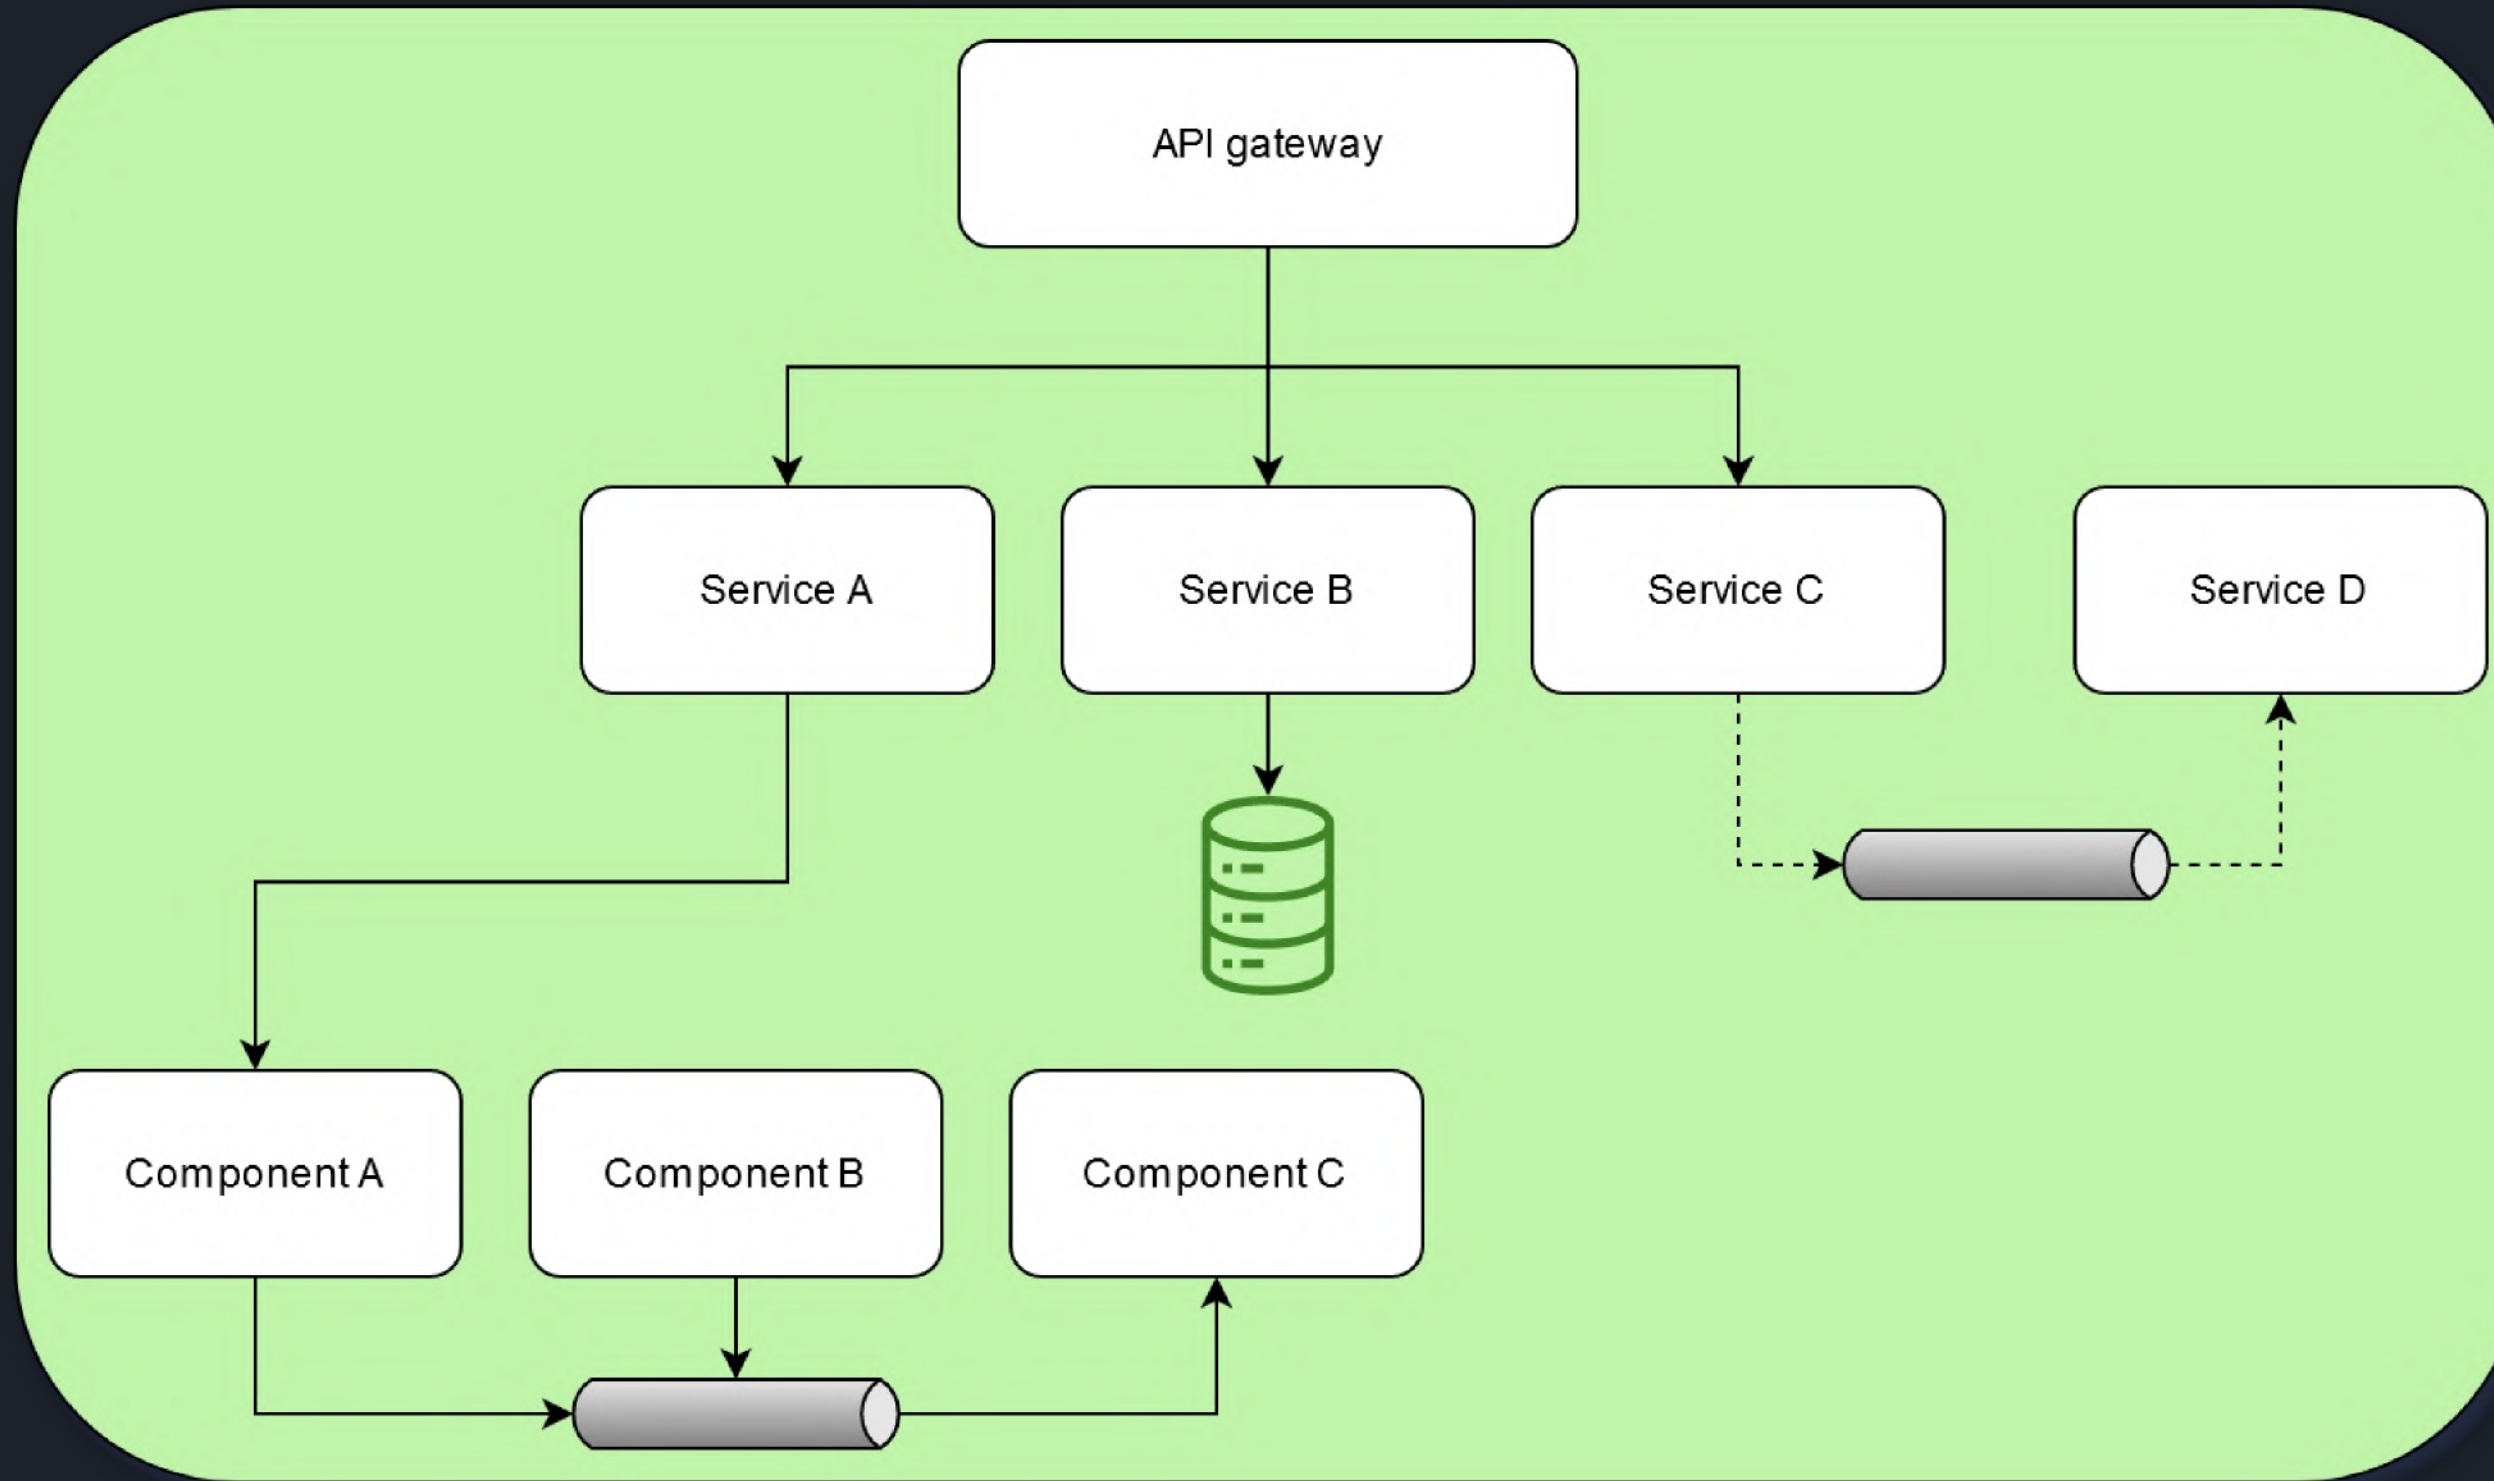 API gateway
Service A
Service B
Service C
Service D
Component A
Component B
Component C